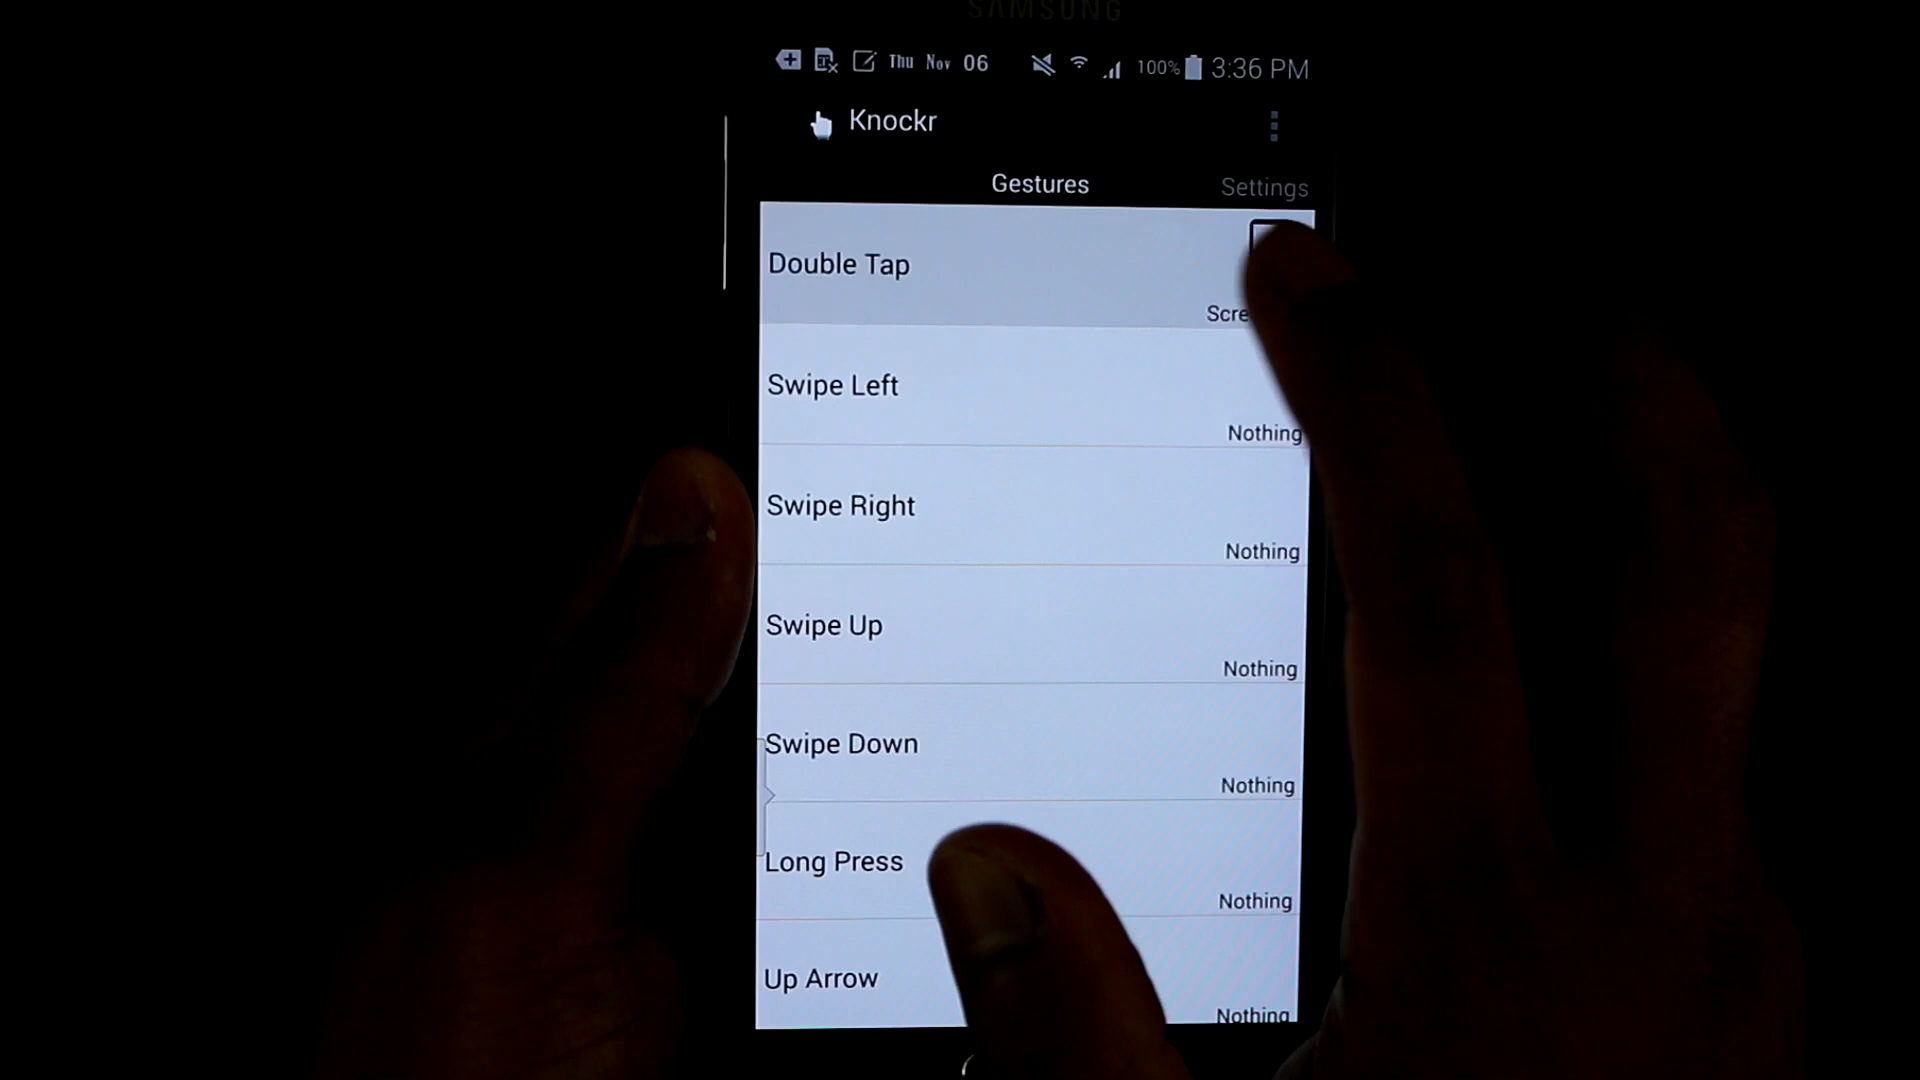 SAMSUNG
Thu Nov 06 100% 3:36 PM
Knockr
Gestures Settings
Double Tap
Swipe Left
Nothing
Swipe Right
Nothing
Swipe Up
Nothing
Swipe Down
Nothing
Long Press
Nothing
Up Arrow
Nothing